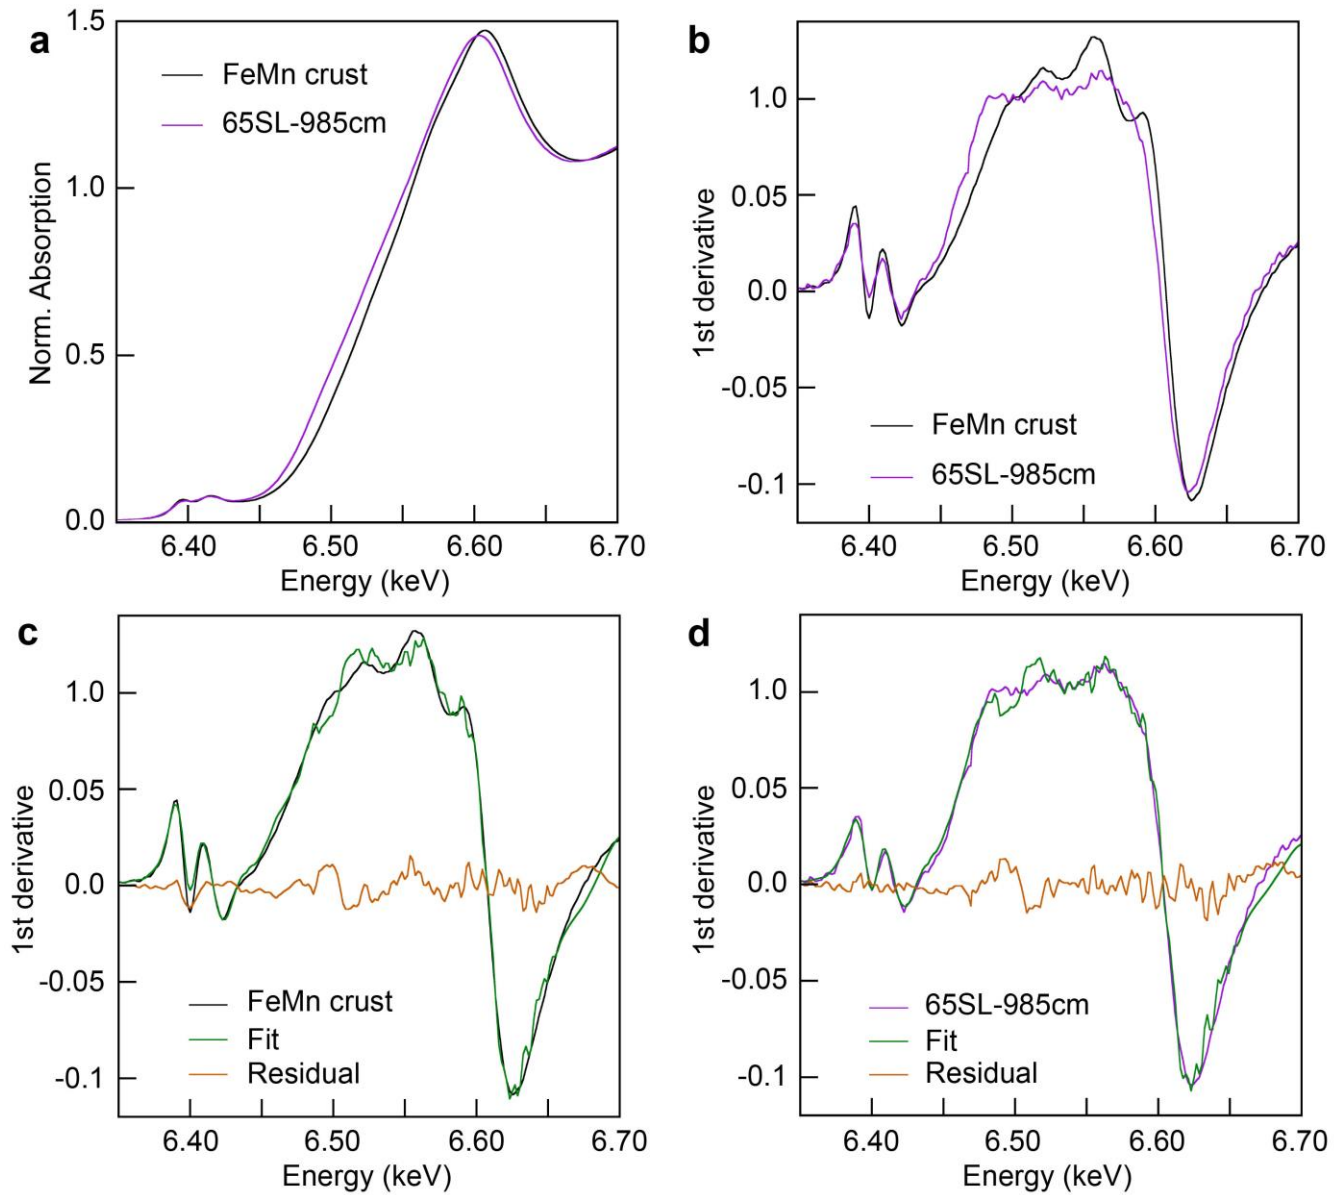 a
1.5
1.0
0.5
0.0
Norm. Absorption
FeMn crust
65SL-985cm
6.40 6.50 6.60 6.70
Energy (keV)
b
1.0
0.05
0.0
-0.05
-0.1
1st derivative
FeMn crust
65SL-985cm
6.40 6.50 6.60 6.70
Energy (keV)
c
1.0
0.05
0.0
-0.05
-0.1
1st derivative
FeMn crust
Fit
Residual
6.40 6.50 6.60 6.70
Energy (keV)
d
1.0
0.05
0.0
-0.05
-0.1
1st derivative
65SL-985cm
Fit
Residual
6.40 6.50 6.60 6.70
Energy (keV)